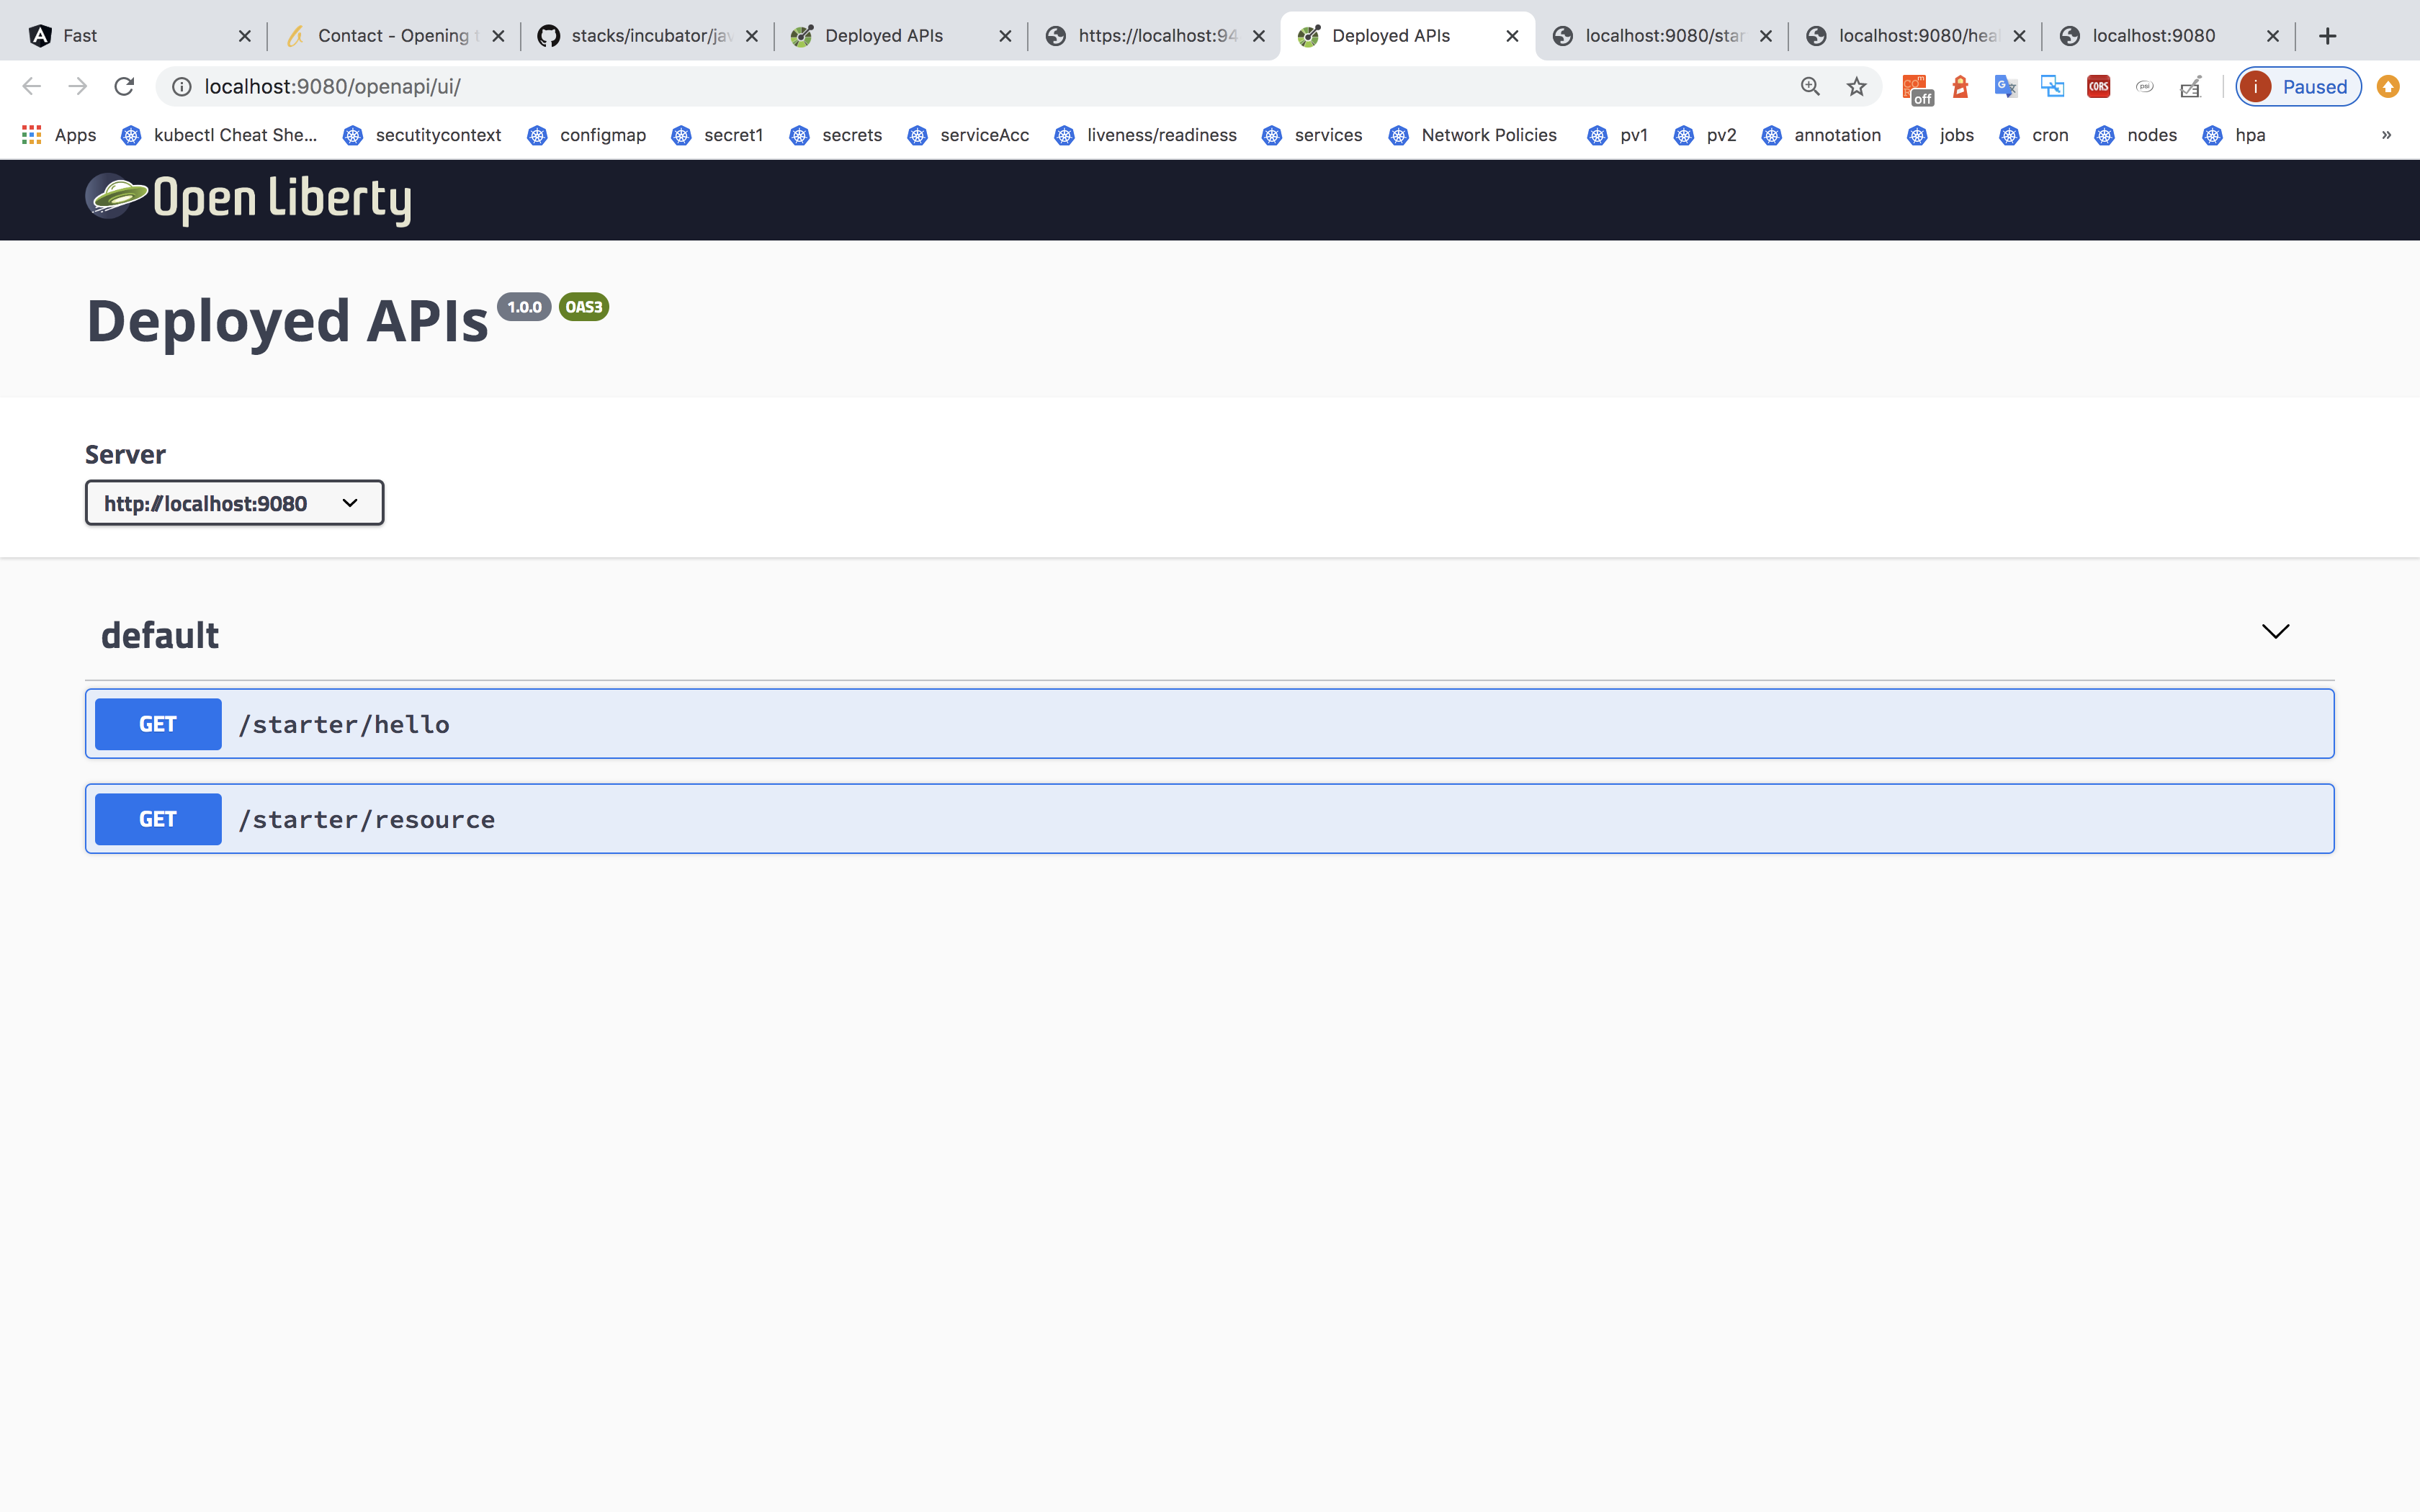 Fast
Contact - Opening t
stacks/incubator/jav
Deployed APIs
https://localhost:94
Deployed APIs
localhost:9080/star
localhost:9080/heal
localhost:9080
localhost:9080/openapi/ui/
off
CORS
psi
i
Paused
Apps
kubectl Cheat She...
secutitycontext
configmap
secret1
secrets
serviceAcc
liveness/readiness
services
Network Policies
pv1
pv2
annotation
jobs
cron
nodes
hpa
»
Open Liberty
Deployed APIs 1.0.0 OAS3
Server
http://localhost:9080
default
GET /starter/hello
GET /starter/resource